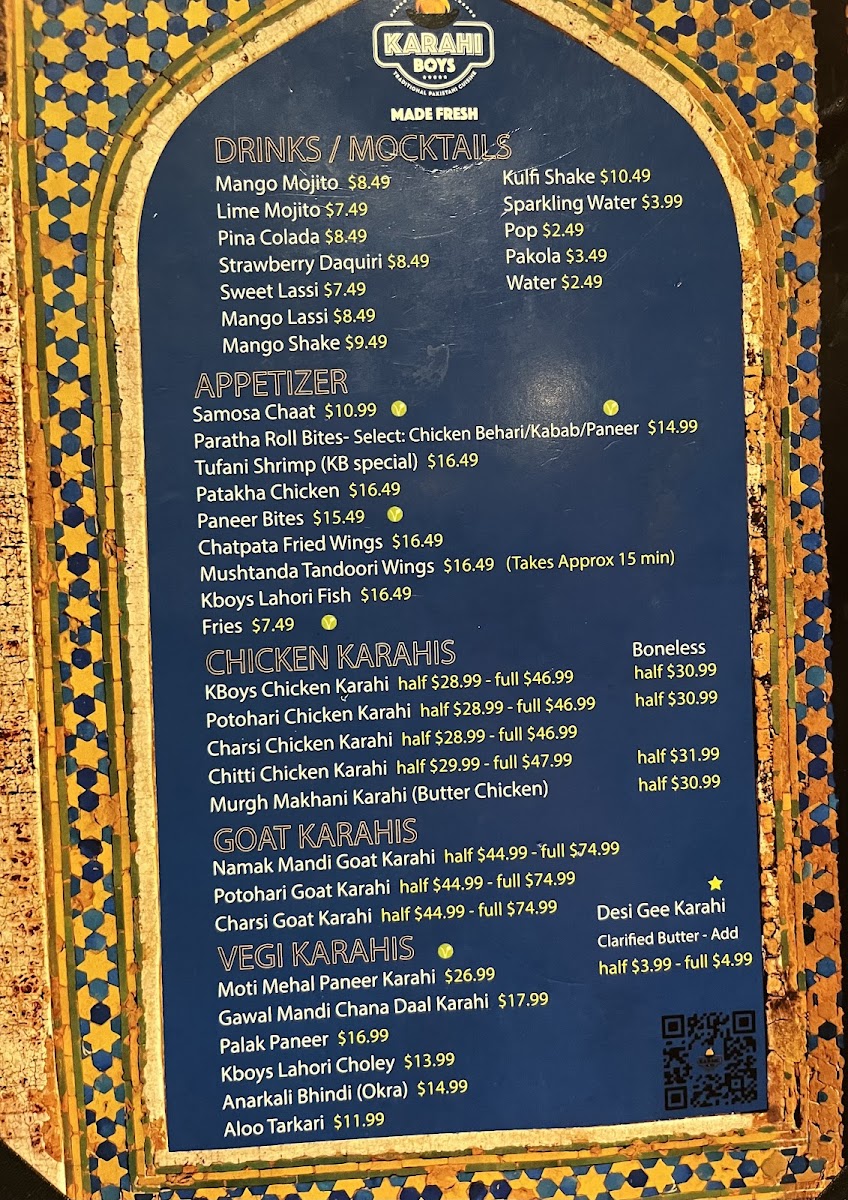 KARAHI
BOYS
TRADITIONAL PAKISTANI CUISINE
MADE FRESH
DRINKS / MOCKTAILS
Mango Mojito $8.49
Lime Mojito $7.49
Pina Colada $8.49
Strawberry Daquiri $8.49
Sweet Lassi $7.49
Mango Lassi $8.49
Mango Shake $9.49
Kulfi Shake $10.49
Sparkling Water $3.99
Pop $2.49
Pakola $3.49
Water $2.49
APPETIZER
Samosa Chaat $10.99 V
Paratha Roll Bites- Select: Chicken Behari/Kabab/Paneer $14.99 V
Tufani Shrimp (KB special) $16.49
Patakha Chicken $16.49
Paneer Bites $15.49 V
Chatpata Fried Wings $16.49
Mushtanda Tandoori Wings $16.49 (Takes Approx 15 min)
Kboys Lahori Fish $16.49
Fries $7.49 V
CHICKEN KARAHIS Boneless
KBoys Chicken Karahi half $28.99 - full $46.99 half $30.99
Potohari Chicken Karahi half $28.99 - full $46.99 half $30.99
Charsi Chicken Karahi half $28.99 - full $46.99
Chitti Chicken Karahi half $29.99 - full $47.99 half $31.99
Murgh Makhani Karahi (Butter Chicken) half $30.99
GOAT KARAHIS
Namak Mandi Goat Karahi half $44.99 - full $74.99
Potohari Goat Karahi half $44.99 - full $74.99
Charsi Goat Karahi half $44.99 - full $74.99
Desi Gee Karahi
Clarified Butter - Add
half $3.99 - full $4.99
VEGI KARAHIS V
Moti Mehal Paneer Karahi $26.99
Gawal Mandi Chana Daal Karahi $17.99
Palak Paneer $16.99
Kboys Lahori Choley $13.99
Anarkali Bhindi (Okra) $14.99
Aloo Tarkari $11.99